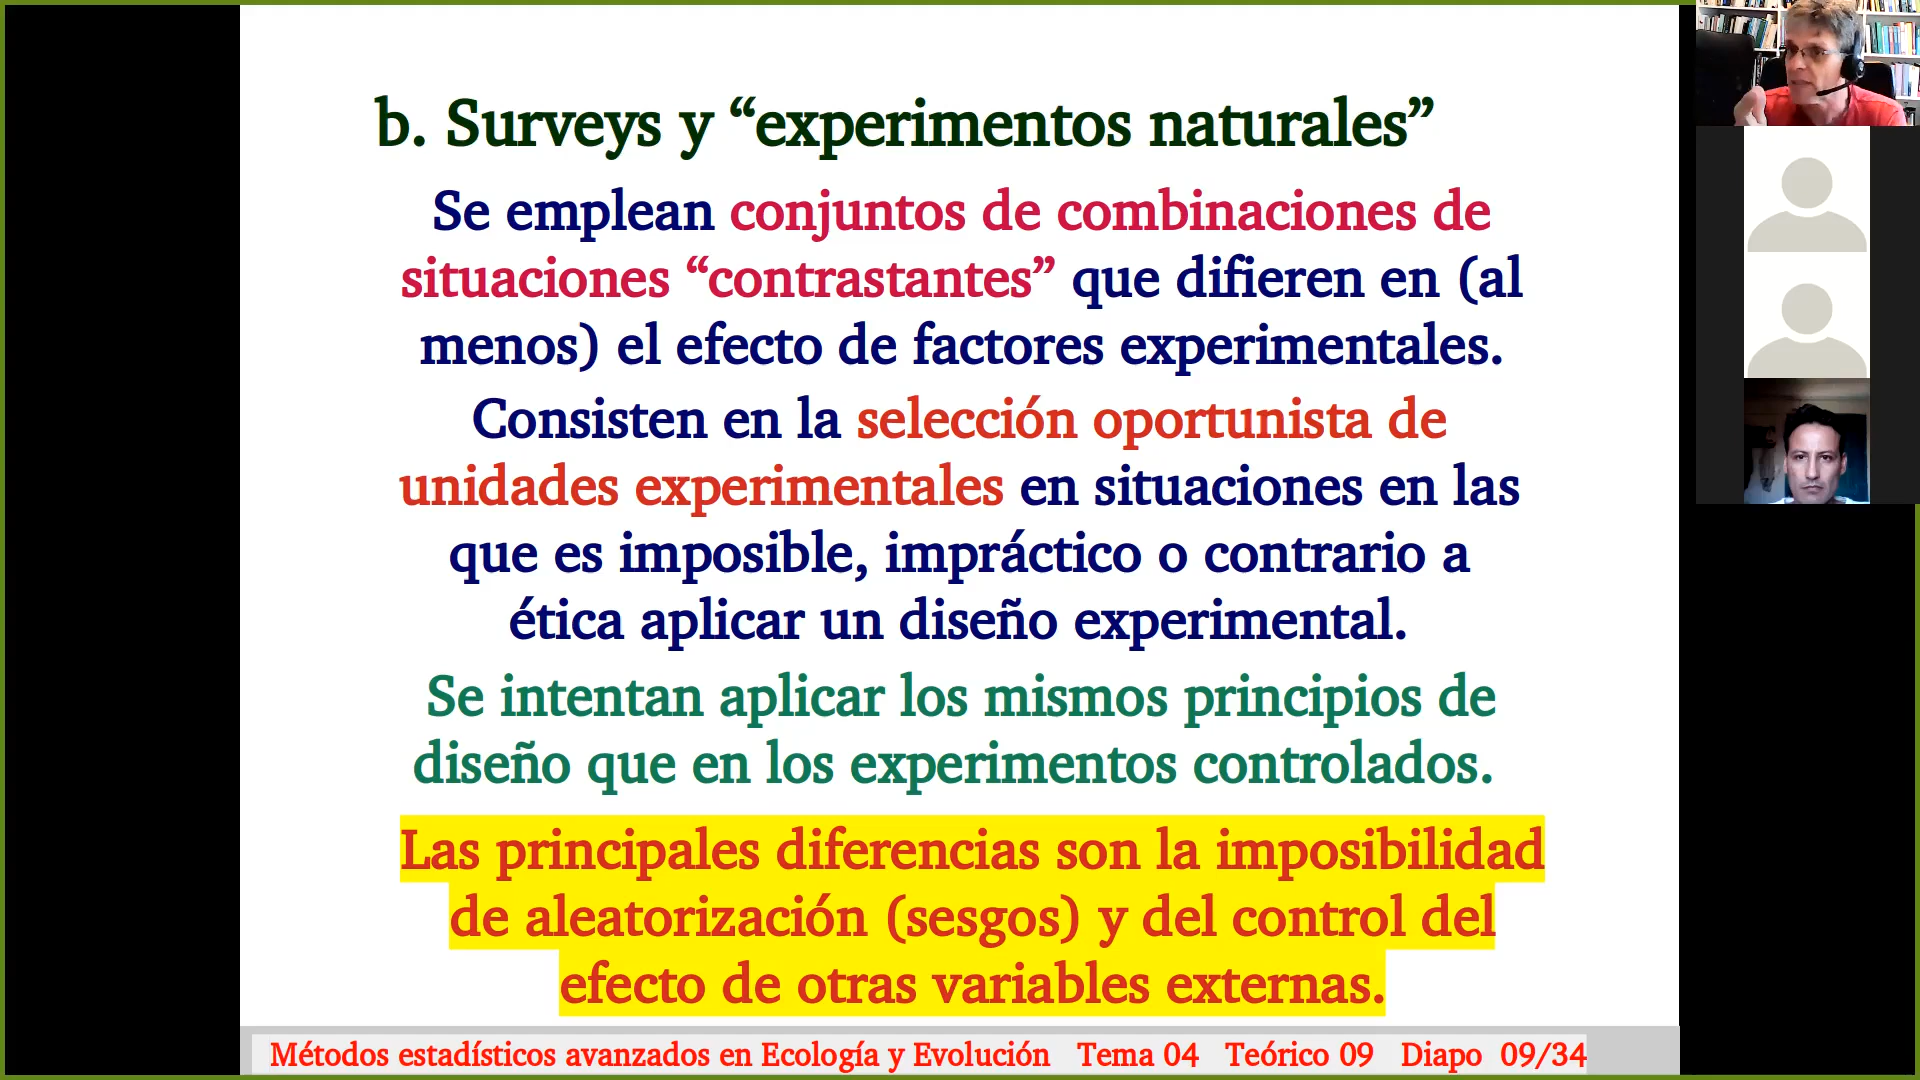 b. Surveys y “experimentos naturales”
Se emplean conjuntos de combinaciones de
situaciones “contrastantes” que difieren en (al
menos) el efecto de factores experimentales.
Consisten en la selección oportunista de
unidades experimentales en situaciones en las
que es imposible, impráctico o contrario a
ética aplicar un diseño experimental.
Se intentan aplicar los mismos principios de
diseño que en los experimentos controlados.
Las principales diferencias son la imposibilidad
de aleatorización (sesgos) y del control del
efecto de otras variables externas.
Métodos estadísticos avanzados en Ecología y Evolución Tema 04 Teórico 09 Diapo 09/34